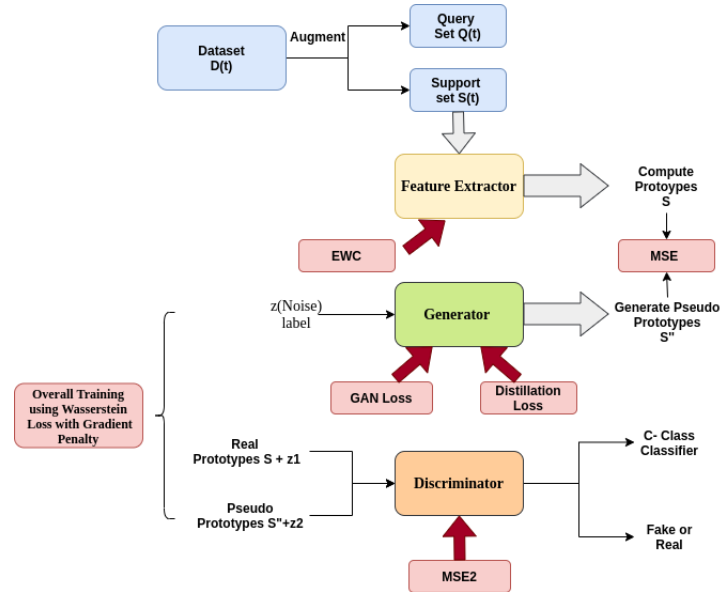 Dataset
D(t)
Augment
Query
Set Q(t)
Support
set S(t)
Feature Extractor
Compute
Protoypes
S
EWC
MSE
z(Noise)
label
Generator
Generate Pseudo
Prototypes
S"
GAN Loss
Distillation
Loss
Overall Training
using Wasserstein
Loss with Gradient
Penalty
Real
Prototypes S + z1
Pseudo
Prototypes S"+z2
Discriminator
C- Class
Classifier
Fake or
Real
MSE2